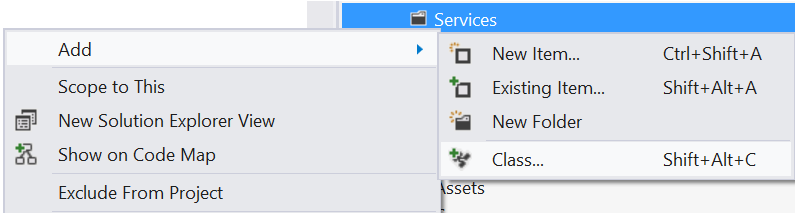 Services
Add
Scope to This
New Solution Explorer View
Show on Code Map
Exclude From Project
New Item... Ctrl+Shift+A
Existing Item... Shift+Alt+A
New Folder
Class... Shift+Alt+C
Assets